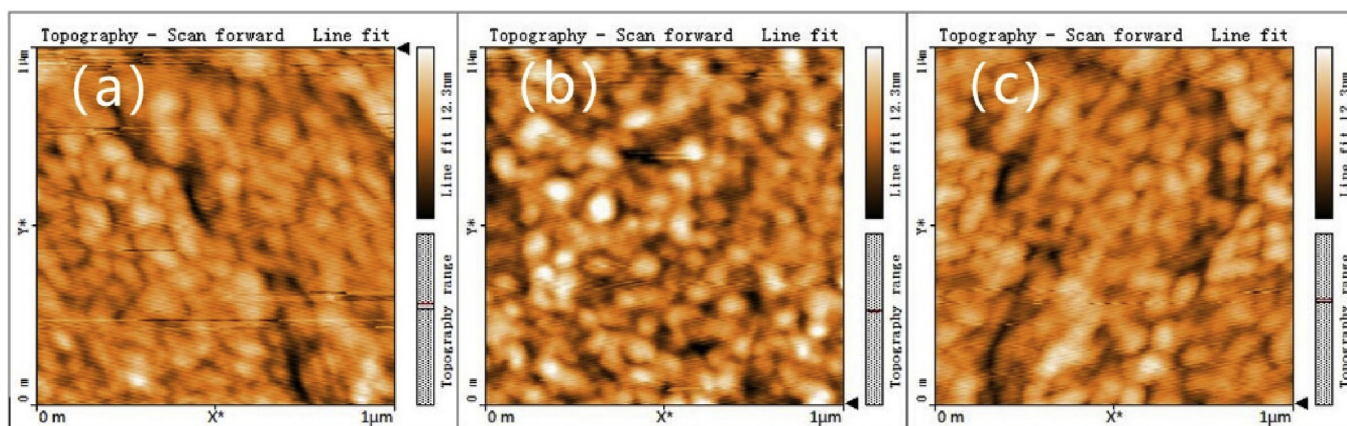 Topography - Scan forward Line fit
(a)
1µm
Y*
0 m
0 m X* 1µm
Line fit 12.3nm
Topography range
Topography - Scan forward Line fit
(b)
1µm
Y*
0 m
0 m X* 1µm
Line fit 12.3nm
Topography range
Topography - Scan forward Line fit
(c)
1µm
Y*
0 m
0 m X* 1µm
Line fit 12.3nm
Topography range